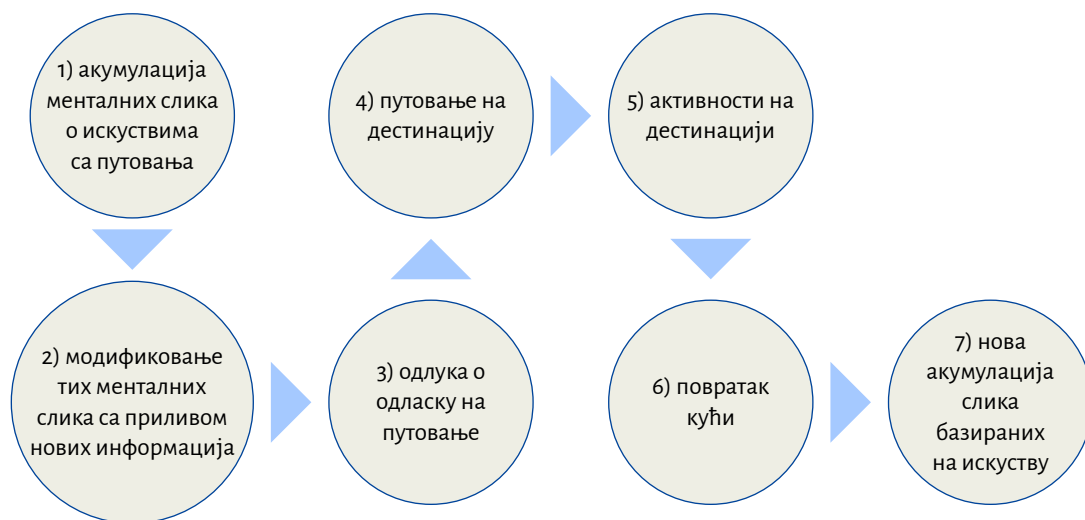 1) акумулација
менталних слика
о искуствима
са путовања
2) модификовање
тих менталних
слика са приливом
нових информација
3) одлука о
одласку на
путовање
4) путовање на
дестинацију
5) активности на
дестинацији
6) повратак
кући
7) нова
акумулација
слика
базираних
на искуству